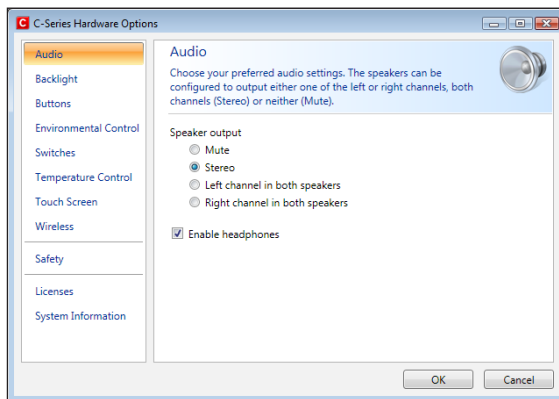 C C-Series Hardware Options
Audio
Backlight
Buttons
Environmental Control
Switches
Temperature Control
Touch Screen
Wireless
Safety
Licenses
System Information
Audio
Choose your preferred audio settings. The speakers can be
configured to output either one of the left or right channels, both
channels (Stereo) or neither (Mute).
Speaker output
Mute
Stereo
Left channel in both speakers
Right channel in both speakers
Enable headphones
OK
Cancel